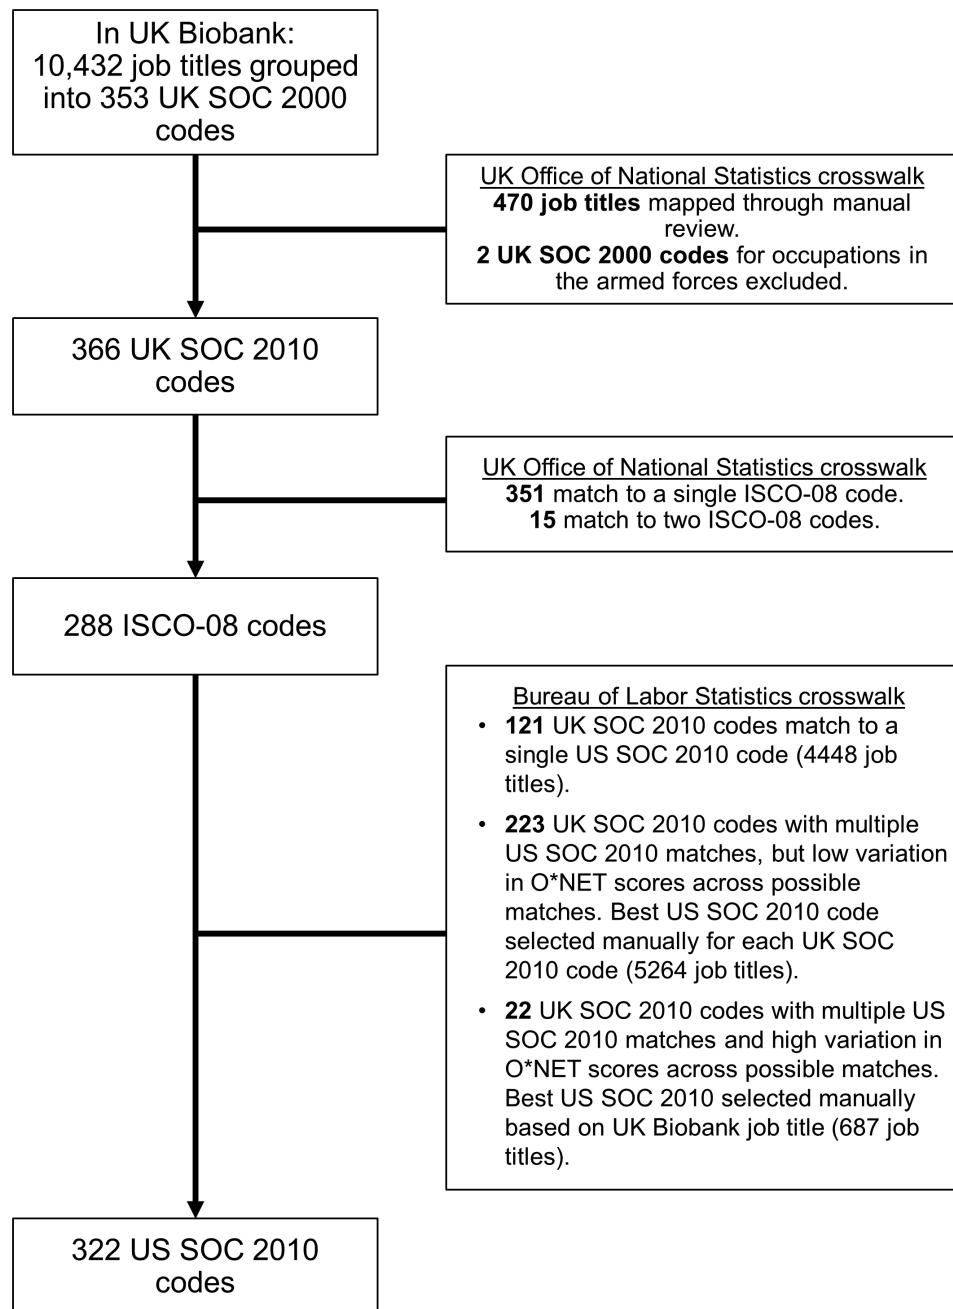 In UK Biobank:
10,432 job titles grouped
into 353 UK SOC 2000
codes
UK Office of National Statistics crosswalk
470 job titles mapped through manual
review.
2 UK SOC 2000 codes for occupations in
the armed forces excluded.
366 UK SOC 2010
codes
UK Office of National Statistics crosswalk
351 match to a single ISCO-08 code.
15 match to two ISCO-08 codes.
288 ISCO-08 codes
Bureau of Labor Statistics crosswalk
• 121 UK SOC 2010 codes match to a
single US SOC 2010 code (4448 job
titles).
• 223 UK SOC 2010 codes with multiple
US SOC 2010 matches, but low variation
in O*NET scores across possible
matches. Best US SOC 2010 code
selected manually for each UK SOC
2010 code (5264 job titles).
• 22 UK SOC 2010 codes with multiple US
SOC 2010 matches and high variation in
O*NET scores across possible matches.
Best US SOC 2010 selected manually
based on UK Biobank job title (687 job
titles).
322 US SOC 2010
codes